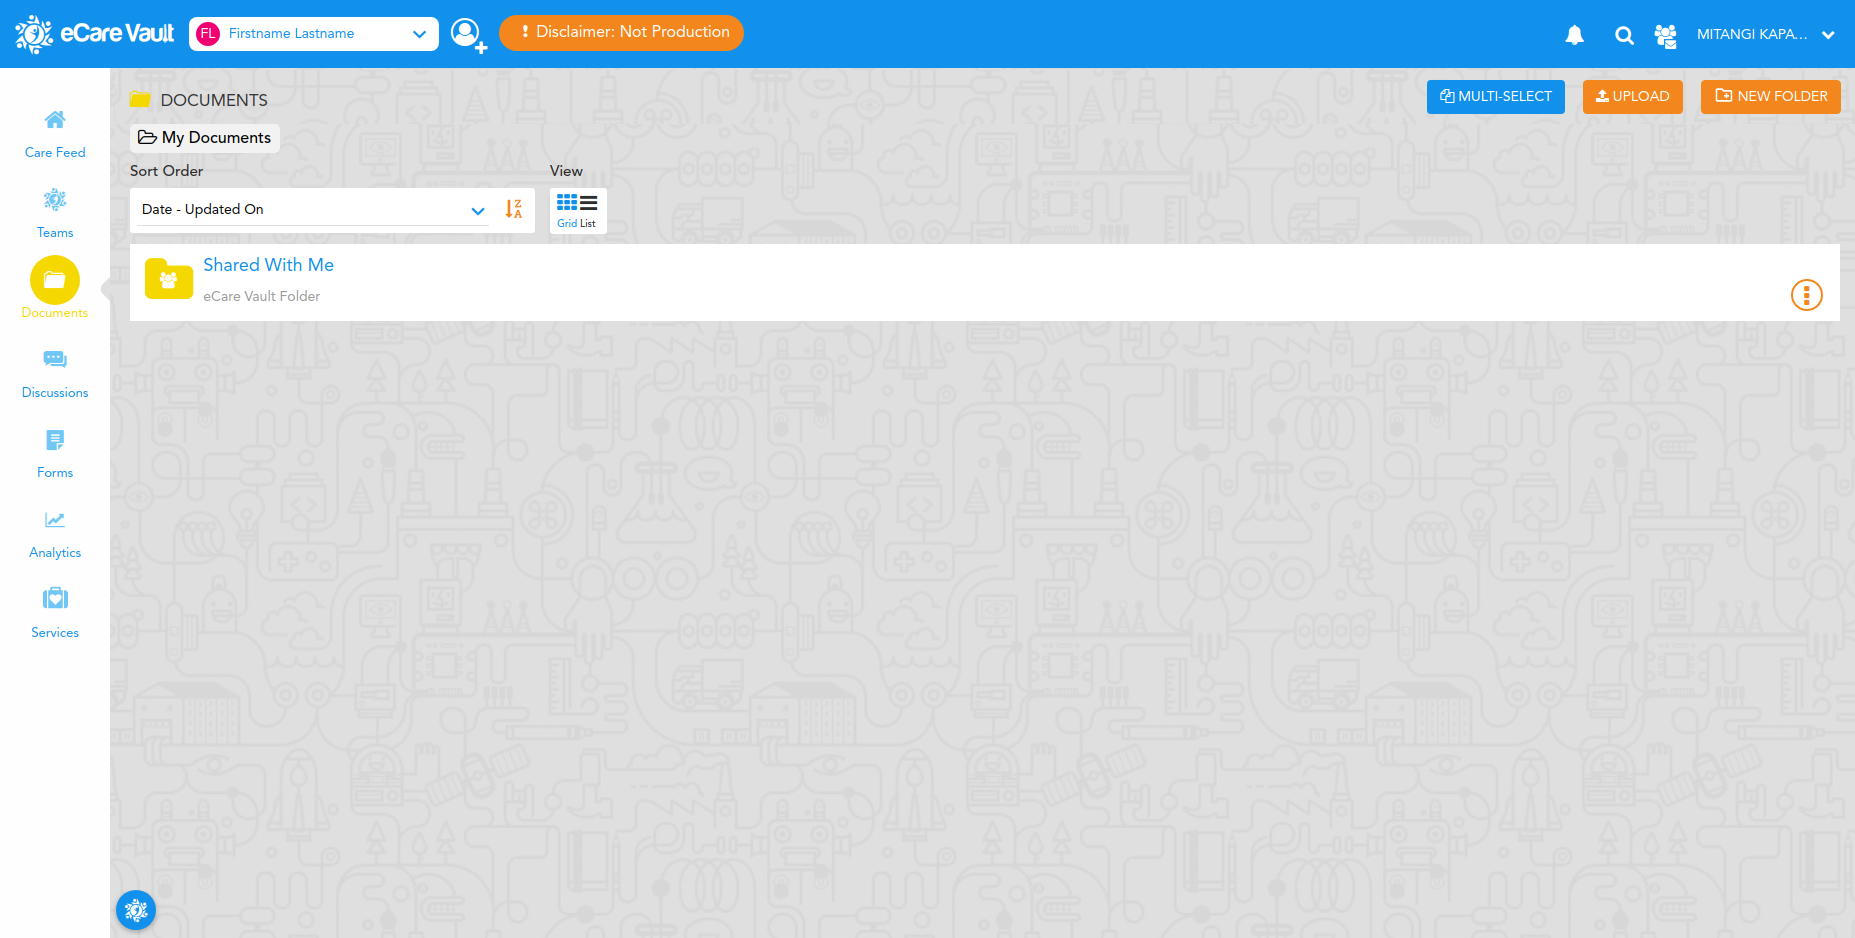 eCare Vault
FL Firstname Lastname
! Disclaimer: Not Production
MITANGI KAPA...
DOCUMENTS
MULTI-SELECT
UPLOAD
NEW FOLDER
My Documents
Sort Order
View
Date - Updated On
Z
A
Grid List
Shared With Me
eCare Vault Folder
Care Feed
Teams
Documents
Discussions
Forms
Analytics
Services